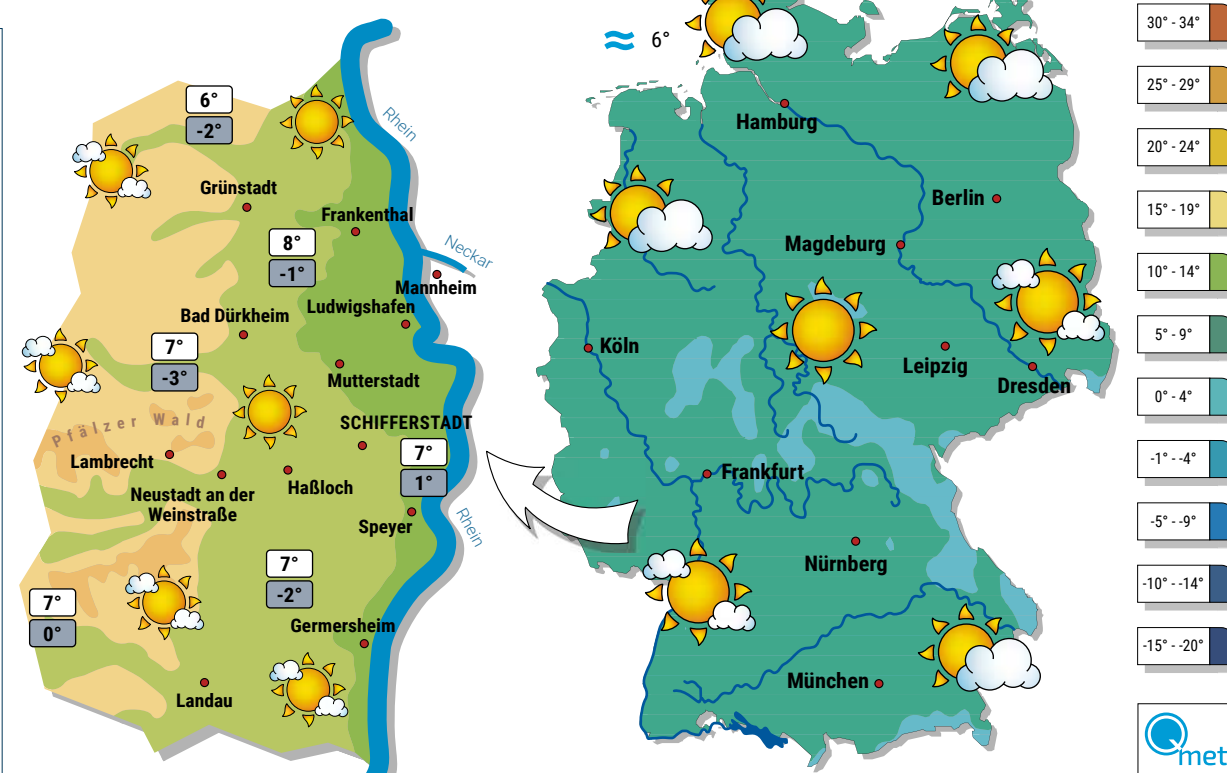 6°
-2°
Rhein
Grünstadt
Frankenthal
8°
-1°
Neckar
Mannheim
Ludwigshafen
Bad Dürkheim
7°
-3°
Mutterstadt
Pfälzer Wald
SCHIFFERSTADT
7°
1°
Lambrecht
Haßloch
Neustadt an der
Weinstraße
Speyer
Rhein
7°
-2°
7°
0°
Germersheim
Landau
6°
Hamburg
Berlin
Magdeburg
Köln
Leipzig
Dresden
Frankfurt
Nürnberg
München
30° - 34°
25° - 29°
20° - 24°
15° - 19°
10° - 14°
5° - 9°
0° - 4°
-1° - -4°
-5° - -9°
-10° - -14°
-15° - -20°
Qmet